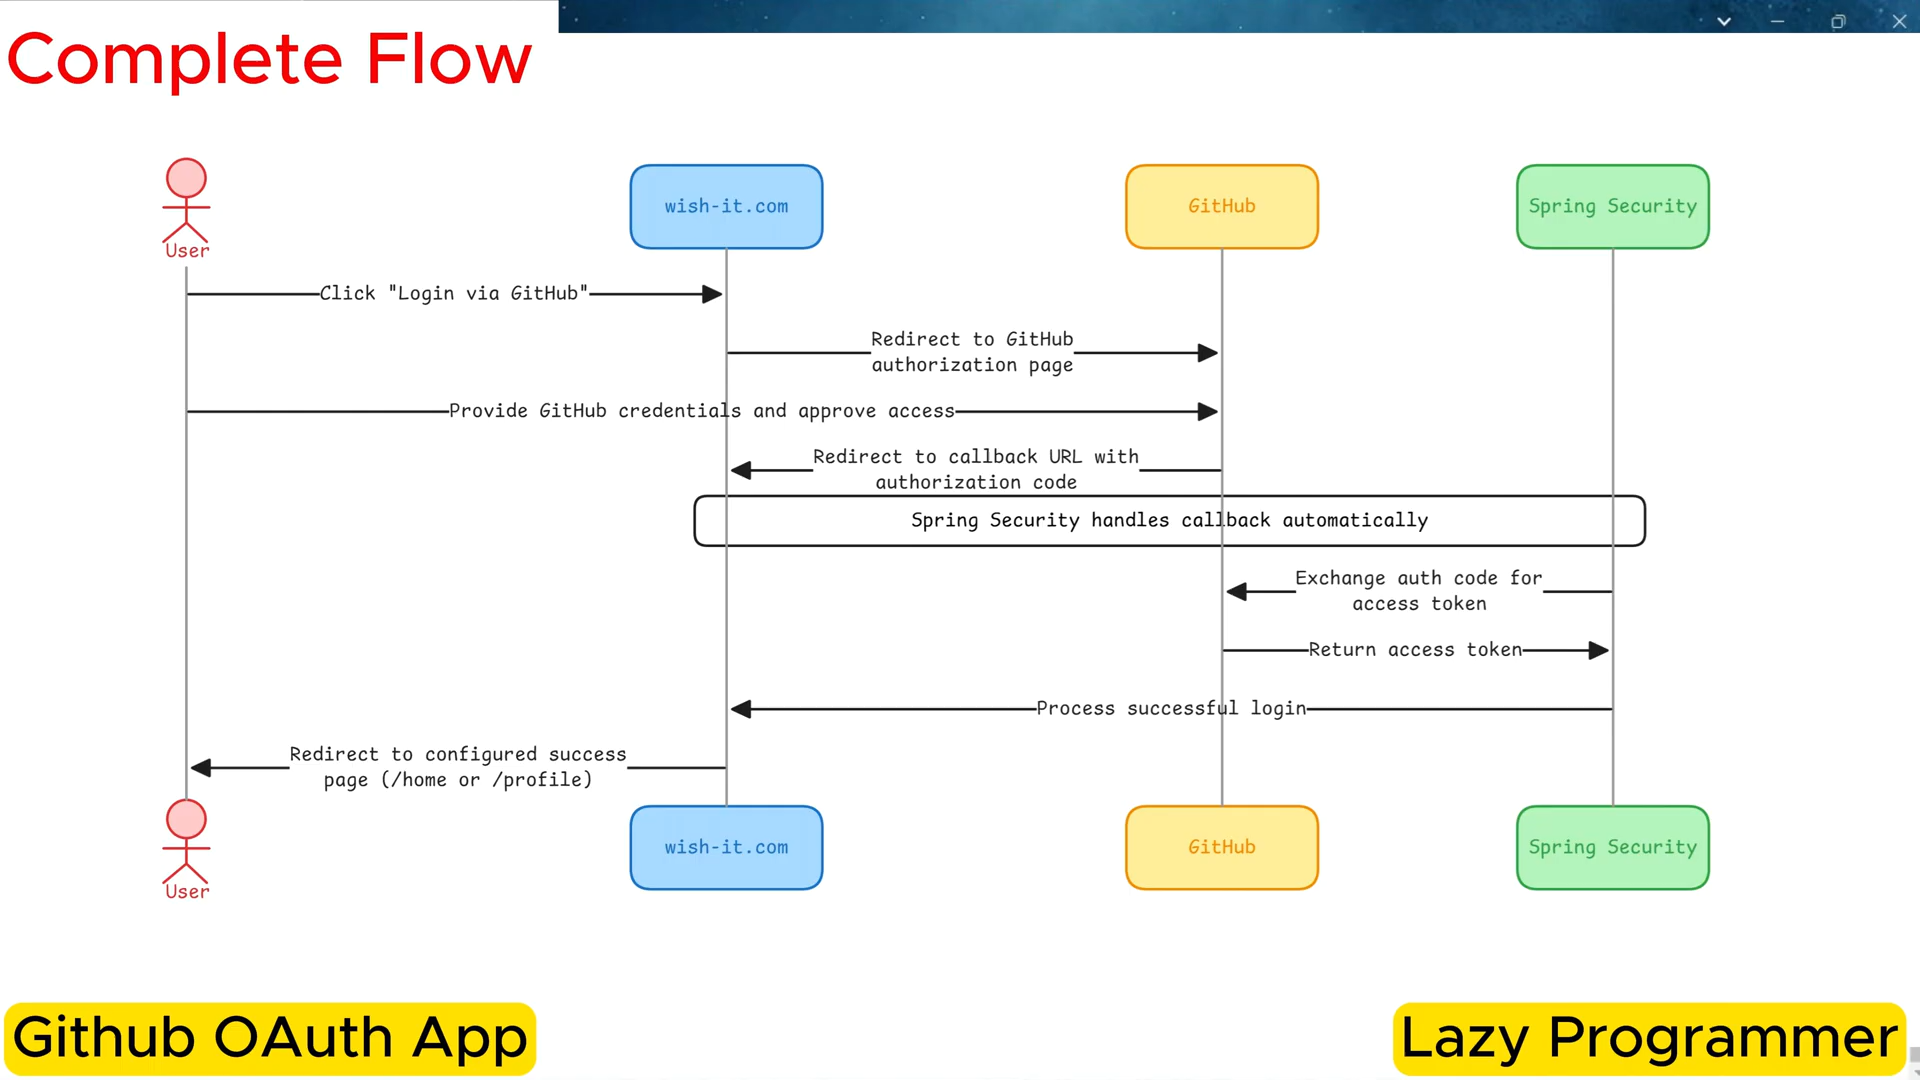 Complete Flow
User
wish-it.com
GitHub
Spring Security
Click "Login via GitHub"
Redirect to GitHub
authorization page
Provide GitHub credentials and approve access
Redirect to callback URL with
authorization code
Spring Security handles callback automatically
Exchange auth code for
access token
Return access token
Process successful login
Redirect to configured success
page (/home or /profile)
User
wish-it.com
GitHub
Spring Security
Github OAuth App
Lazy Programmer